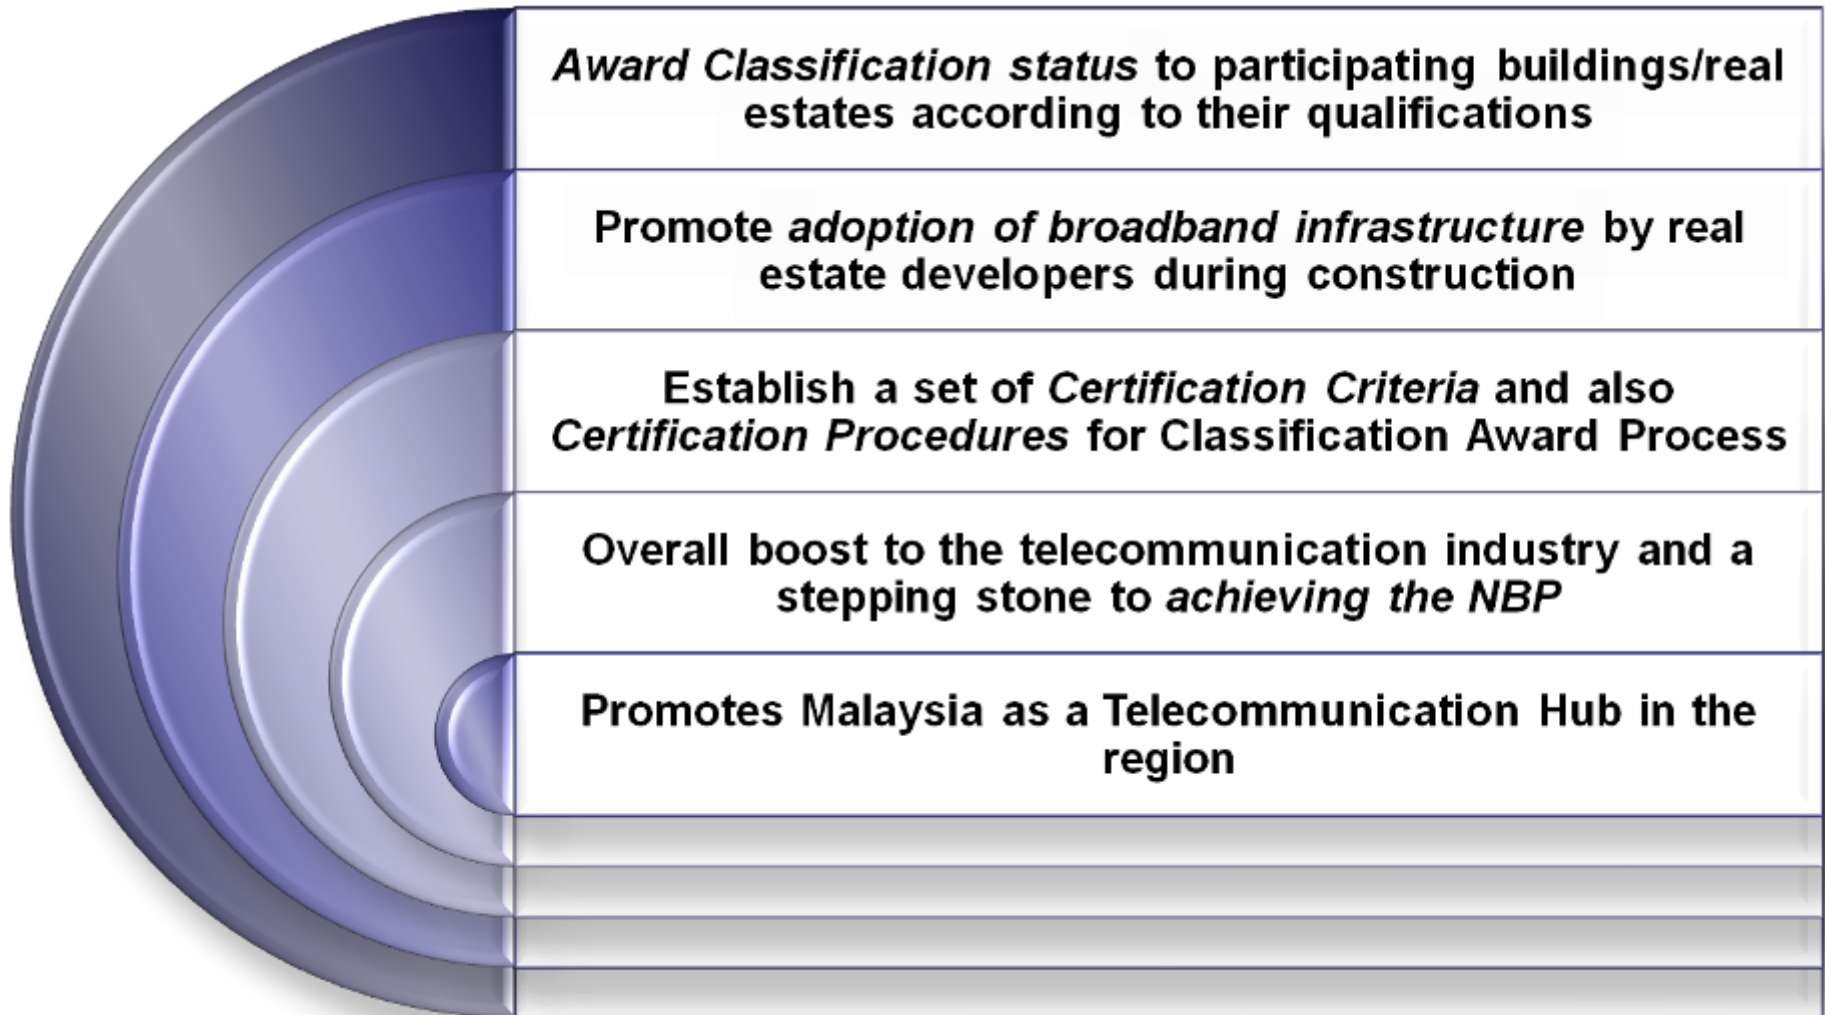 Award Classification status to participating buildings/real
estates according to their qualifications
Promote adoption of broadband infrastructure by real
estate developers during construction
Establish a set of Certification Criteria and also
Certification Procedures for Classification Award Process
Overall boost to the telecommunication industry and a
stepping stone to achieving the NBP
Promotes Malaysia as a Telecommunication Hub in the
region